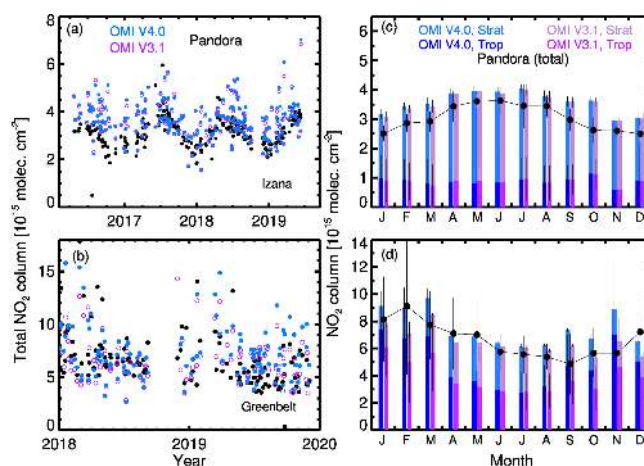 (a)
OMI V4.0
OMI V3.1
Pandora
Izana
8
6
4
2
0
2017
2018
2019
(b)
Greenbelt
15
10
5
0
2018
2019
2020
Year
Total NO2 column [10^-15 molec. cm^-2]
(c)
OMI V4.0, Strat
OMI V3.1, Strat
OMI V4.0, Trop
OMI V3.1, Trop
Pandora (total)
6
5
4
3
2
1
0
J F M A M J J A S O N D
(d)
14
12
10
8
6
4
2
0
J F M A M J J A S O N D
Month
NO2 column [10^-15 molec. cm^-2]